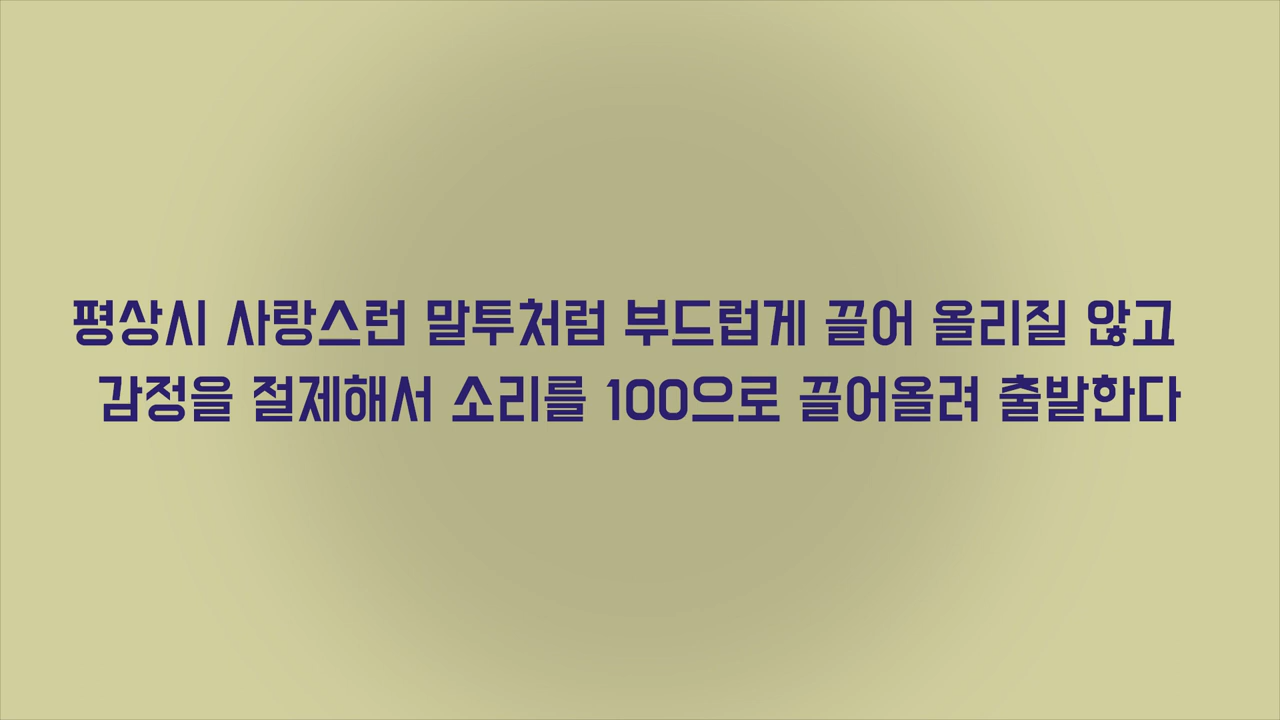 평상시 사랑스런 말투처럼 부드럽게 끌어 올리질 않고
감정을 절제해서 소리를 100으로 끌어올려 출발한다